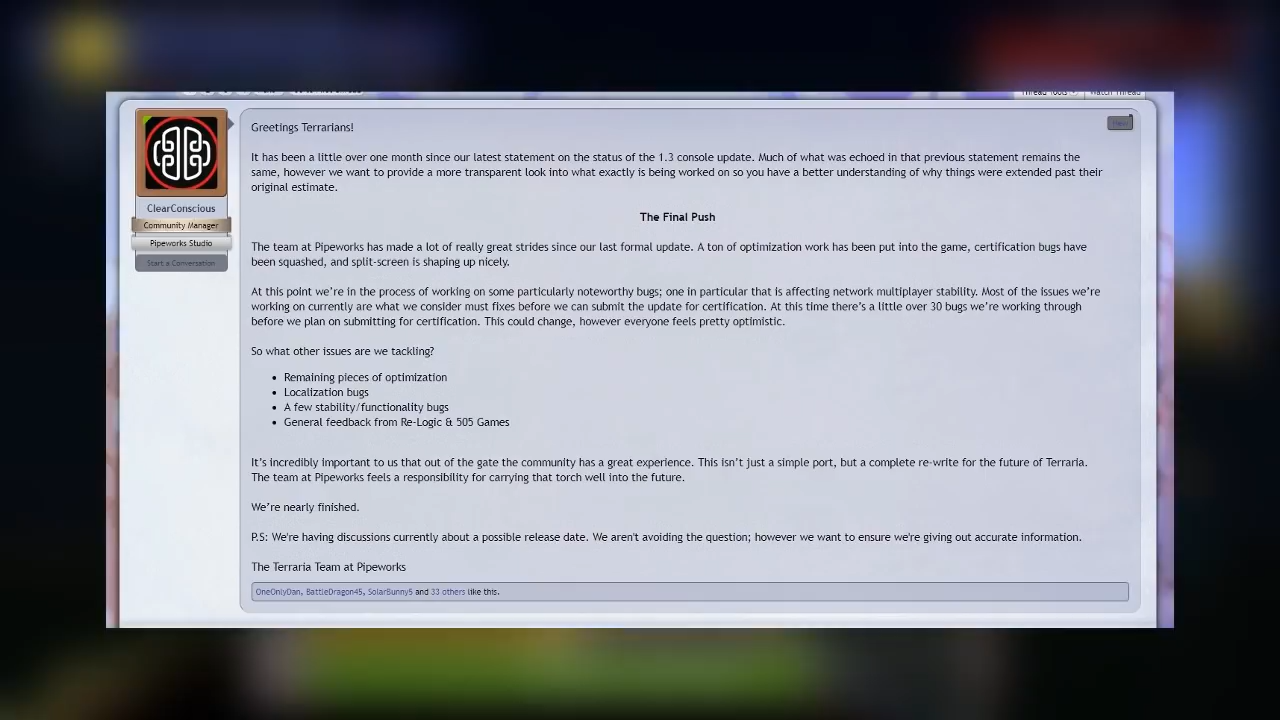 Thread Tools
Watch Thread
Greetings Terrarians!
It has been a little over one month since our latest statement on the status of the 1.3 console update. Much of what was echoed in that previous statement remains the
same, however we want to provide a more transparent look into what exactly is being worked on so you have a better understanding of why things were extended past their
original estimate.
ClearConscious
Community Manager
Pipeworks Studio
Start a Conversation
The Final Push
The team at Pipeworks has made a lot of really great strides since our last formal update. A ton of optimization work has been put into the game, certification bugs have
been squashed, and split-screen is shaping up nicely.
At this point we're in the process of working on some particularly noteworthy bugs; one in particular that is affecting network multiplayer stability. Most of the issues we're
working on currently are what we consider must fixes before we can submit the update for certification. At this time there's a little over 30 bugs we're working through
before we plan on submitting for certification. This could change, however everyone feels pretty optimistic.
So what other issues are we tackling?
• Remaining pieces of optimization
• Localization bugs
• A few stability/functionality bugs
• General feedback from Re-Logic & 505 Games
It's incredibly important to us that out of the gate the community has a great experience. This isn't just a simple port, but a complete re-write for the future of Terraria.
The team at Pipeworks feels a responsibility for carrying that torch well into the future.
We're nearly finished.
P.S: We're having discussions currently about a possible release date. We aren't avoiding the question; however we want to ensure we're giving out accurate information.
The Terraria Team at Pipeworks
OneOnlyDan, BattleDragon45, SolarBunny5 and 33 others like this.